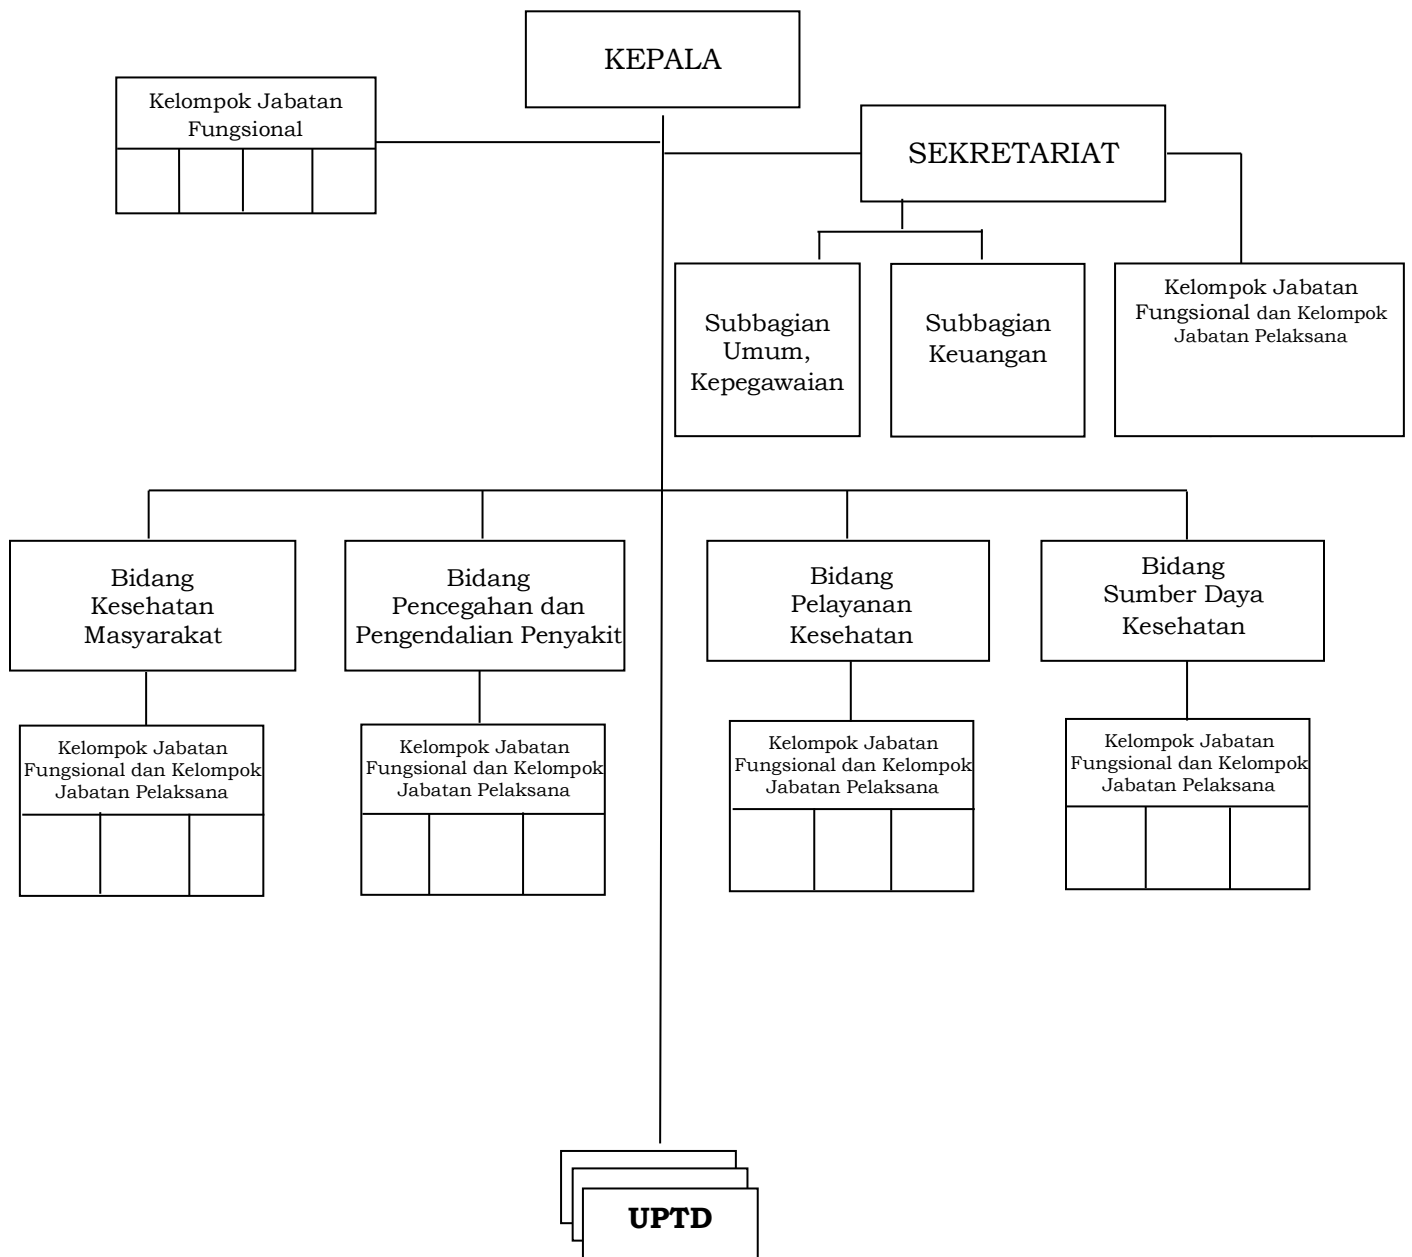 KEPALA
Kelompok Jabatan
Fungsional
SEKRETARIAT
Subbagian
Umum,
Kepegawaian
Subbagian
Keuangan
Kelompok Jabatan
Fungsional dan Kelompok
Jabatan Pelaksana
Bidang
Kesehatan
Masyarakat
Bidang
Pencegahan dan
Pengendalian Penyakit
Bidang
Pelayanan
Kesehatan
Bidang
Sumber Daya
Kesehatan
Kelompok Jabatan
Fungsional dan Kelompok
Jabatan Pelaksana
Kelompok Jabatan
Fungsional dan Kelompok
Jabatan Pelaksana
Kelompok Jabatan
Fungsional dan Kelompok
Jabatan Pelaksana
Kelompok Jabatan
Fungsional dan Kelompok
Jabatan Pelaksana
UPTD